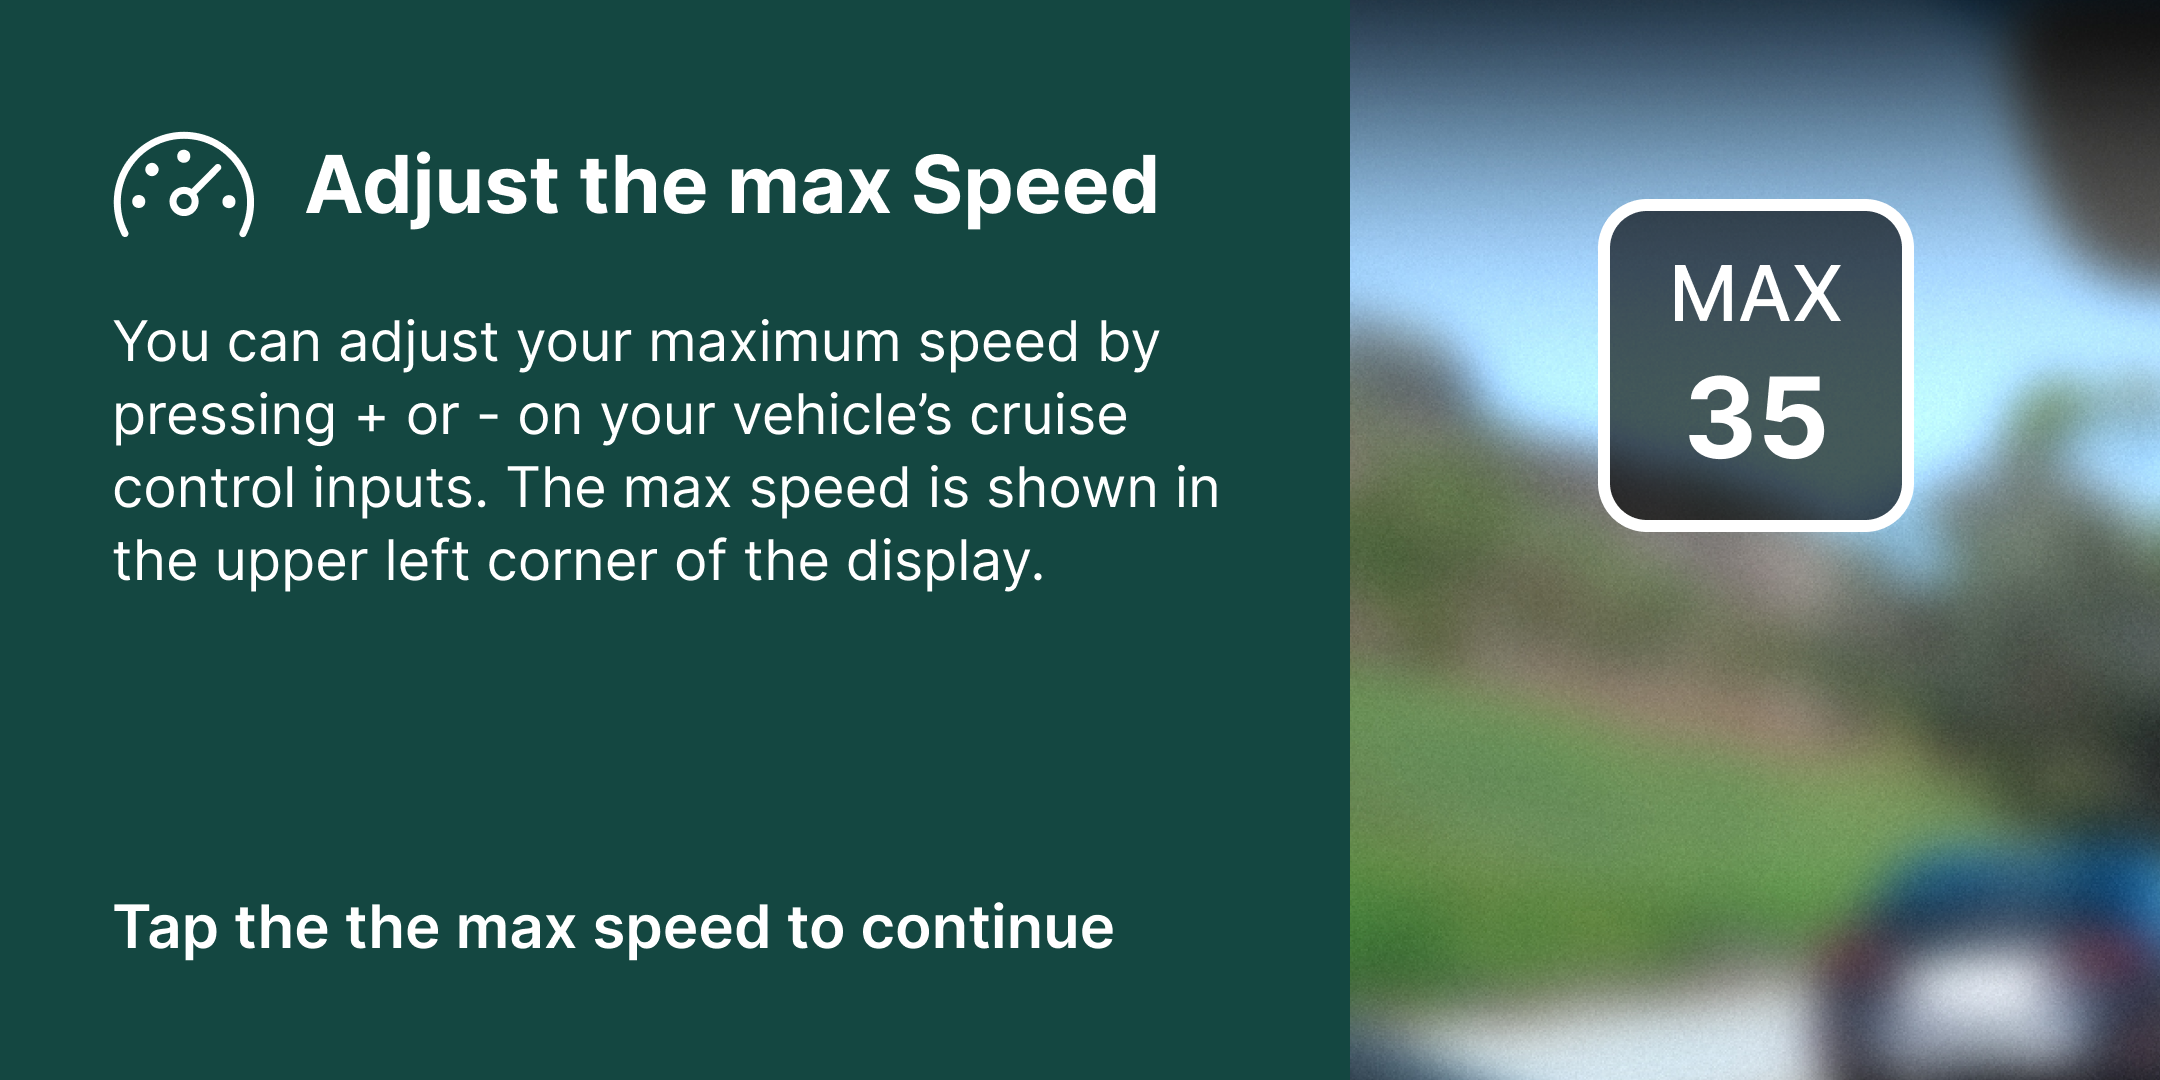 Adjust the max Speed
You can adjust your maximum speed by
pressing + or - on your vehicle’s cruise
control inputs. The max speed is shown in
the upper left corner of the display.
Tap the the max speed to continue
MAX
35